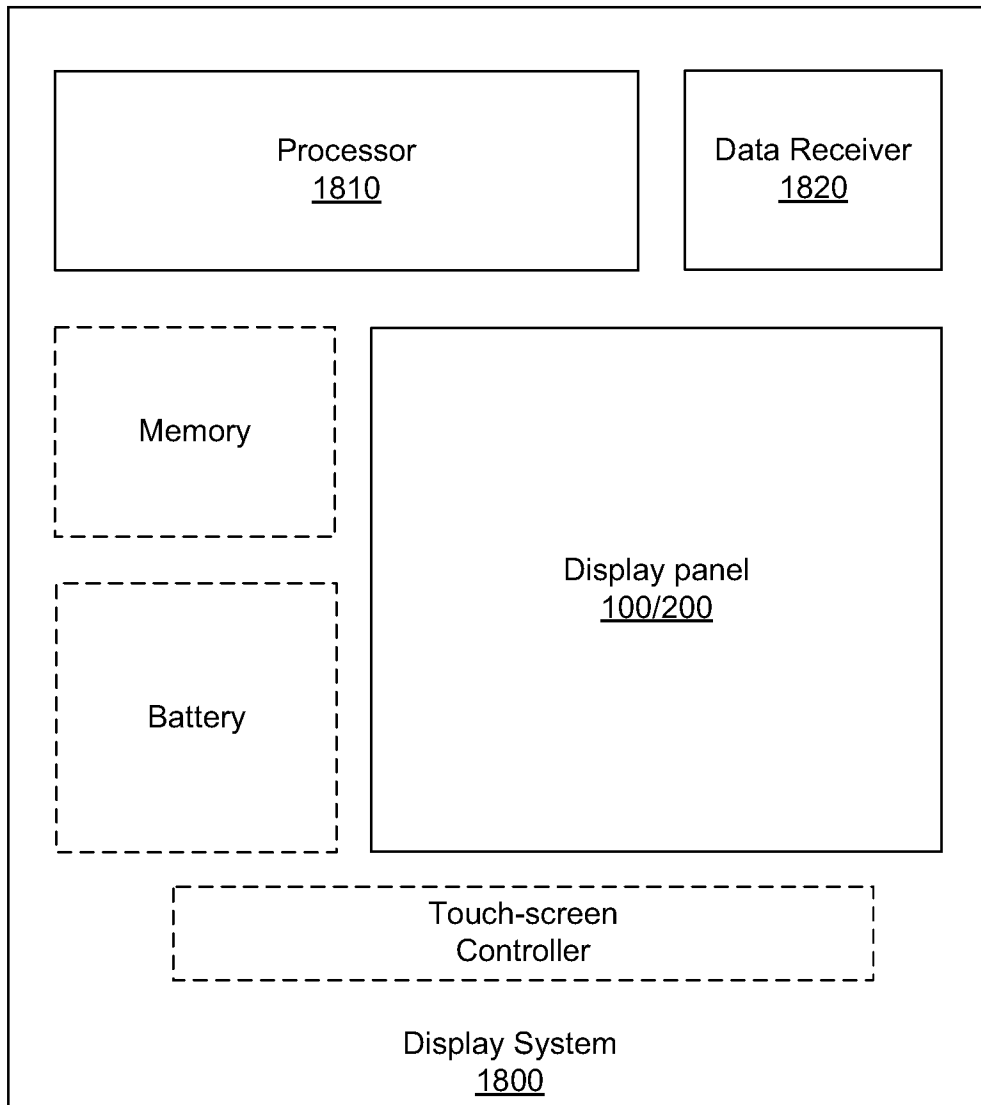 Processor
1810
Data Receiver
1820
Memory
Display panel
100/200
Battery
Touch-screen
Controller
Display System
1800